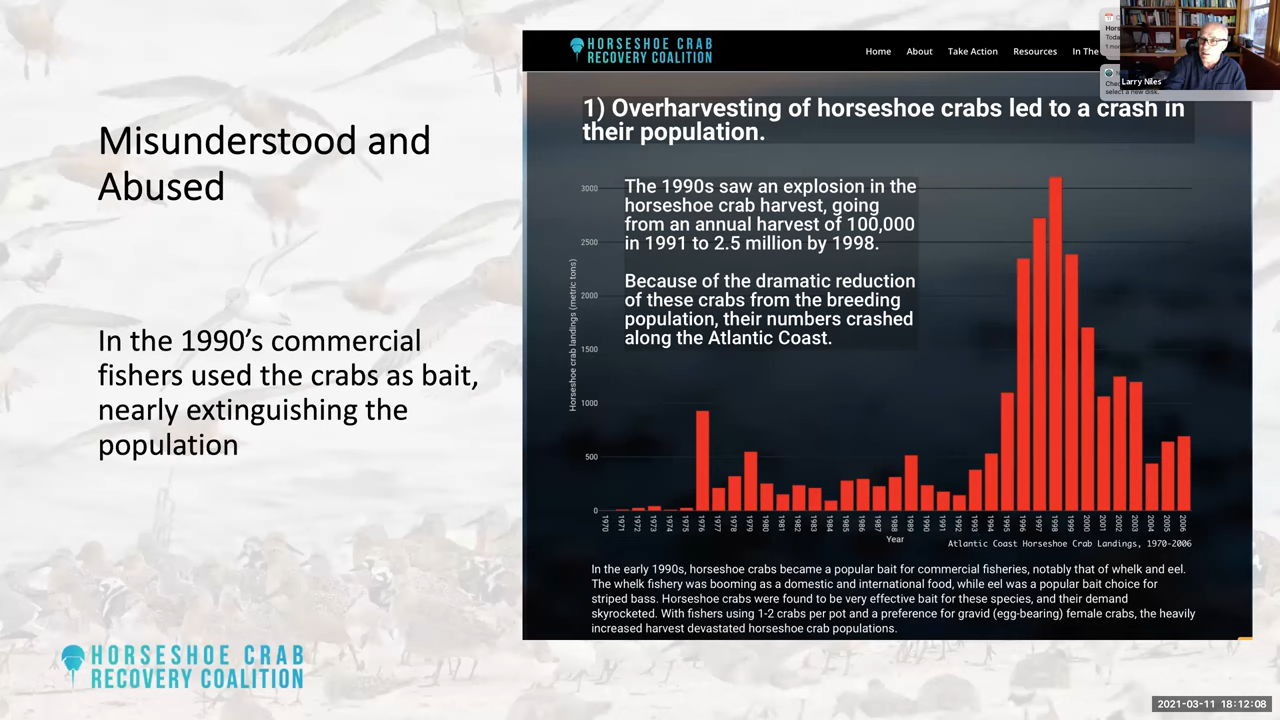 Misunderstood and
Abused
In the 1990’s commercial
fishers used the crabs as bait,
nearly extinguishing the
population
HORSESHOE CRAB
RECOVERY COALITION
HORSESHOE CRAB
RECOVERY COALITION
Home About Take Action Resources In The
Larry Niles
1) Overharvesting of horseshoe crabs led to a crash in
their population.
The 1990s saw an explosion in the
horseshoe crab harvest, going
from an annual harvest of 100,000
in 1991 to 2.5 million by 1998.
Because of the dramatic reduction
of these crabs from the breeding
population, their numbers crashed
along the Atlantic Coast.
Horseshoe crab landings (metric tons)
3000
2500
2000
1500
1000
500
0
1970 1971 1972 1973 1974 1975 1976 1977 1978 1979 1980 1981 1982 1983 1984 1985 1986 1987 1988 1989 1990 1991 1992 1993 1994 1995 1996 1997 1998 1999 2000 2001 2002 2003 2004 2005 2006
Year
Atlantic Coast Horseshoe Crab Landings, 1970-2006
In the early 1990s, horseshoe crabs became a popular bait for commercial fisheries, notably that of whelk and eel.
The whelk fishery was booming as a domestic and international food, while eel was a popular bait choice for
striped bass. Horseshoe crabs were found to be very effective bait for these species, and their demand
skyrocketed. With fishers using 1-2 crabs per pot and a preference for gravid (egg-bearing) female crabs, the heavily
increased harvest devastated horseshoe crab populations.
2021-03-11 18:12:08